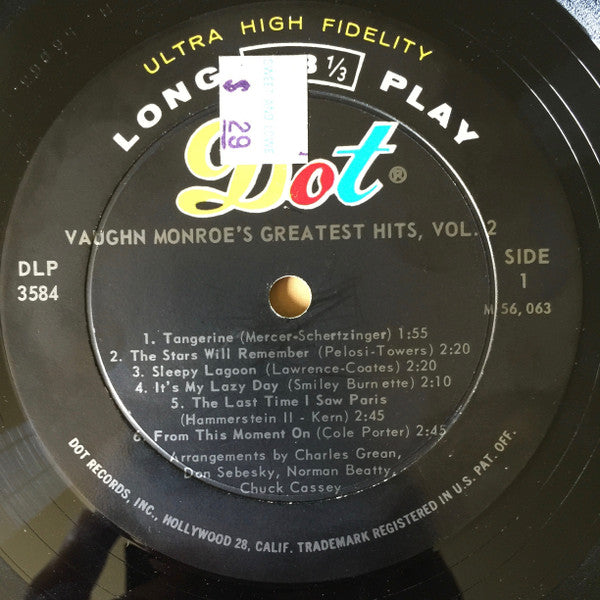 ULTRA HIGH FIDELITY
LONG 33 1/3 PLAY
$ 29
Dot®
VAUGHN MONROE'S GREATEST HITS, VOL. 2
DLP
3584
SIDE
1
M 56, 063
1. Tangerine (Mercer-Schertzinger) 1:55
2. The Stars Will Remember (Pelosi-Towers) 2:20
3. Sleepy Lagoon (Lawrence-Coates) 2:20
4. It's My Lazy Day (Smiley Burnette) 2:10
5. The Last Time I Saw Paris
(Hammerstein II - Kern) 2:45
6. From This Moment On (Cole Porter) 2:45
Arrangements by Charles Grean,
Don Sebesky, Norman Beatty,
Chuck Cassey
DOT RECORDS, INC., HOLLYWOOD 28, CALIF. TRADEMARK REGISTERED IN U.S. PAT. OFF.